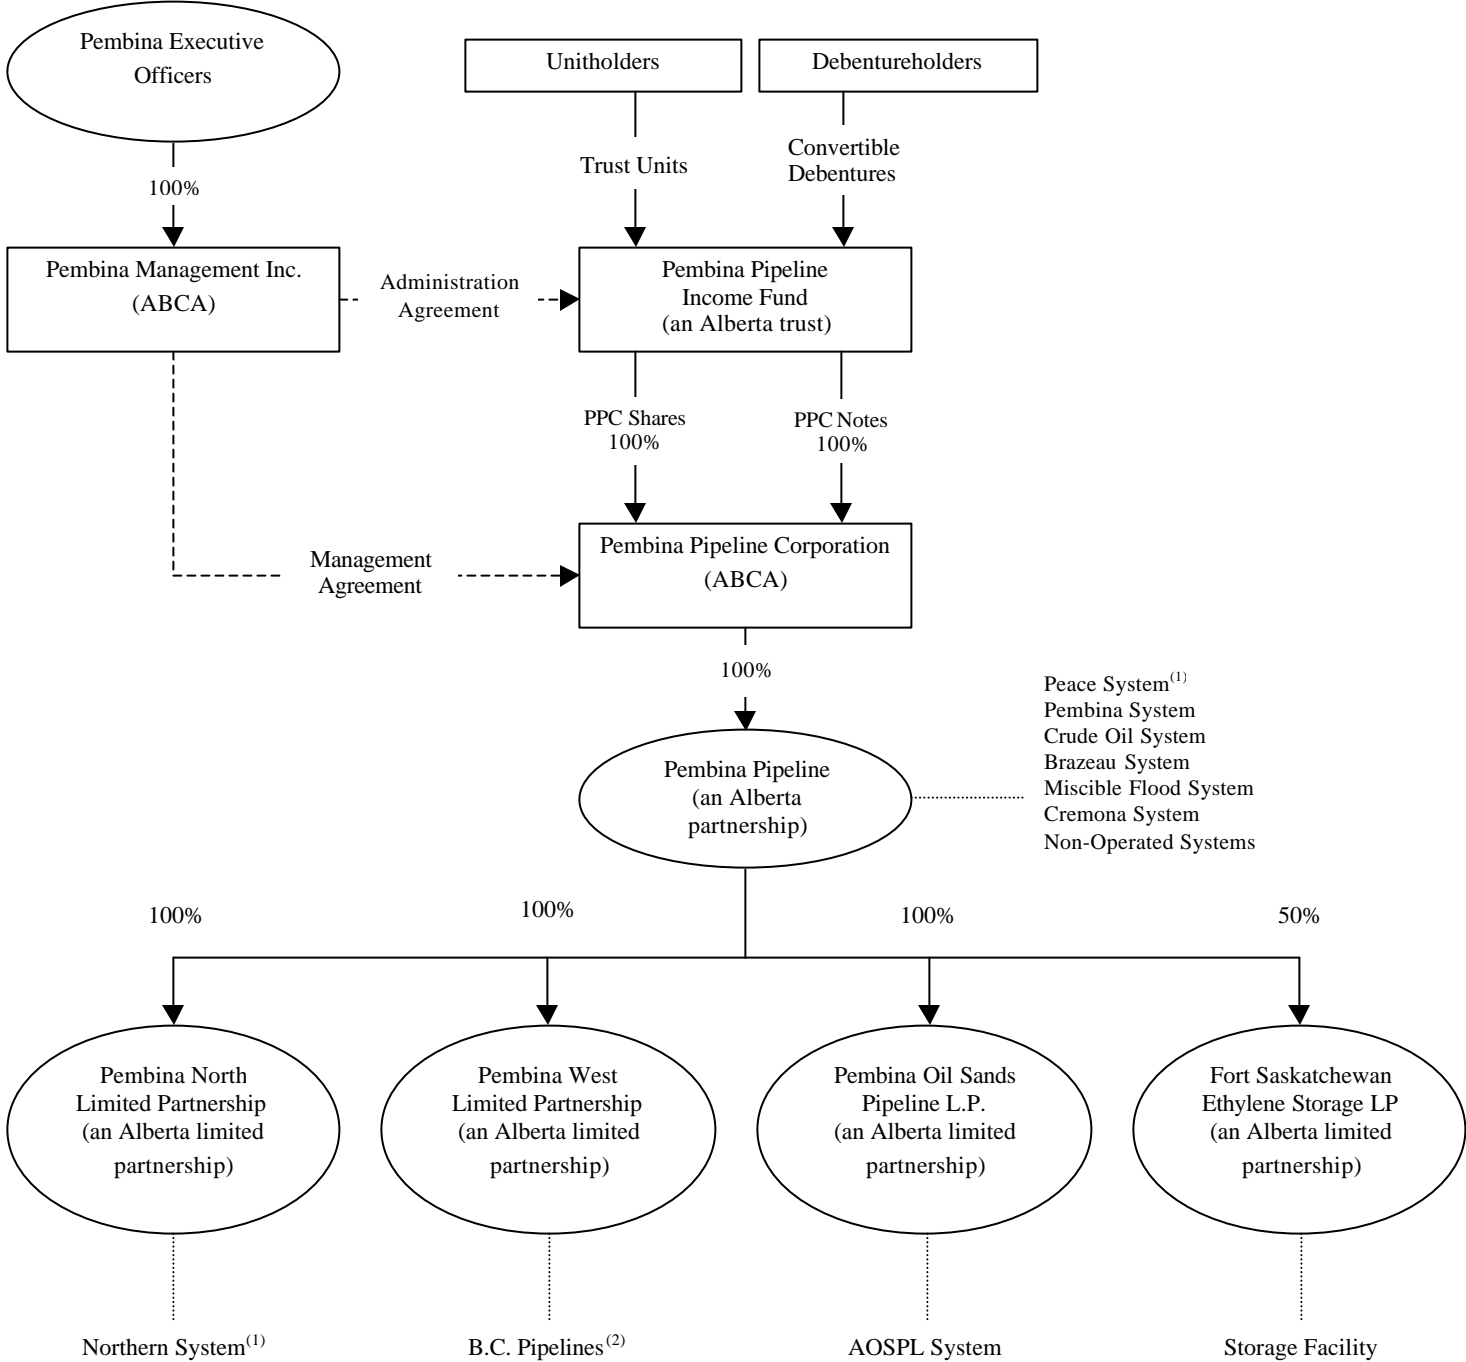 Pembina Executive
Officers
Unitholders
Debentureholders
100%
Trust Units
Convertible
Debentures
Pembina Management Inc.
(ABCA)
Administration
Agreement
Pembina Pipeline
Income Fund
(an Alberta trust)
PPC Shares
100%
PPC Notes
100%
Management
Agreement
Pembina Pipeline Corporation
(ABCA)
100%
Peace System(1)
Pembina System
Crude Oil System
Brazeau System
Miscible Flood System
Cremona System
Non-Operated Systems
Pembina Pipeline
(an Alberta
partnership)
100%
100%
100%
50%
Pembina North
Limited Partnership
(an Alberta limited
partnership)
Pembina West
Limited Partnership
(an Alberta limited
partnership)
Pembina Oil Sands
Pipeline L.P.
(an Alberta limited
partnership)
Fort Saskatchewan
Ethylene Storage LP
(an Alberta limited
partnership)
Northern System(1)
B.C. Pipelines(2)
AOSPL System
Storage Facility